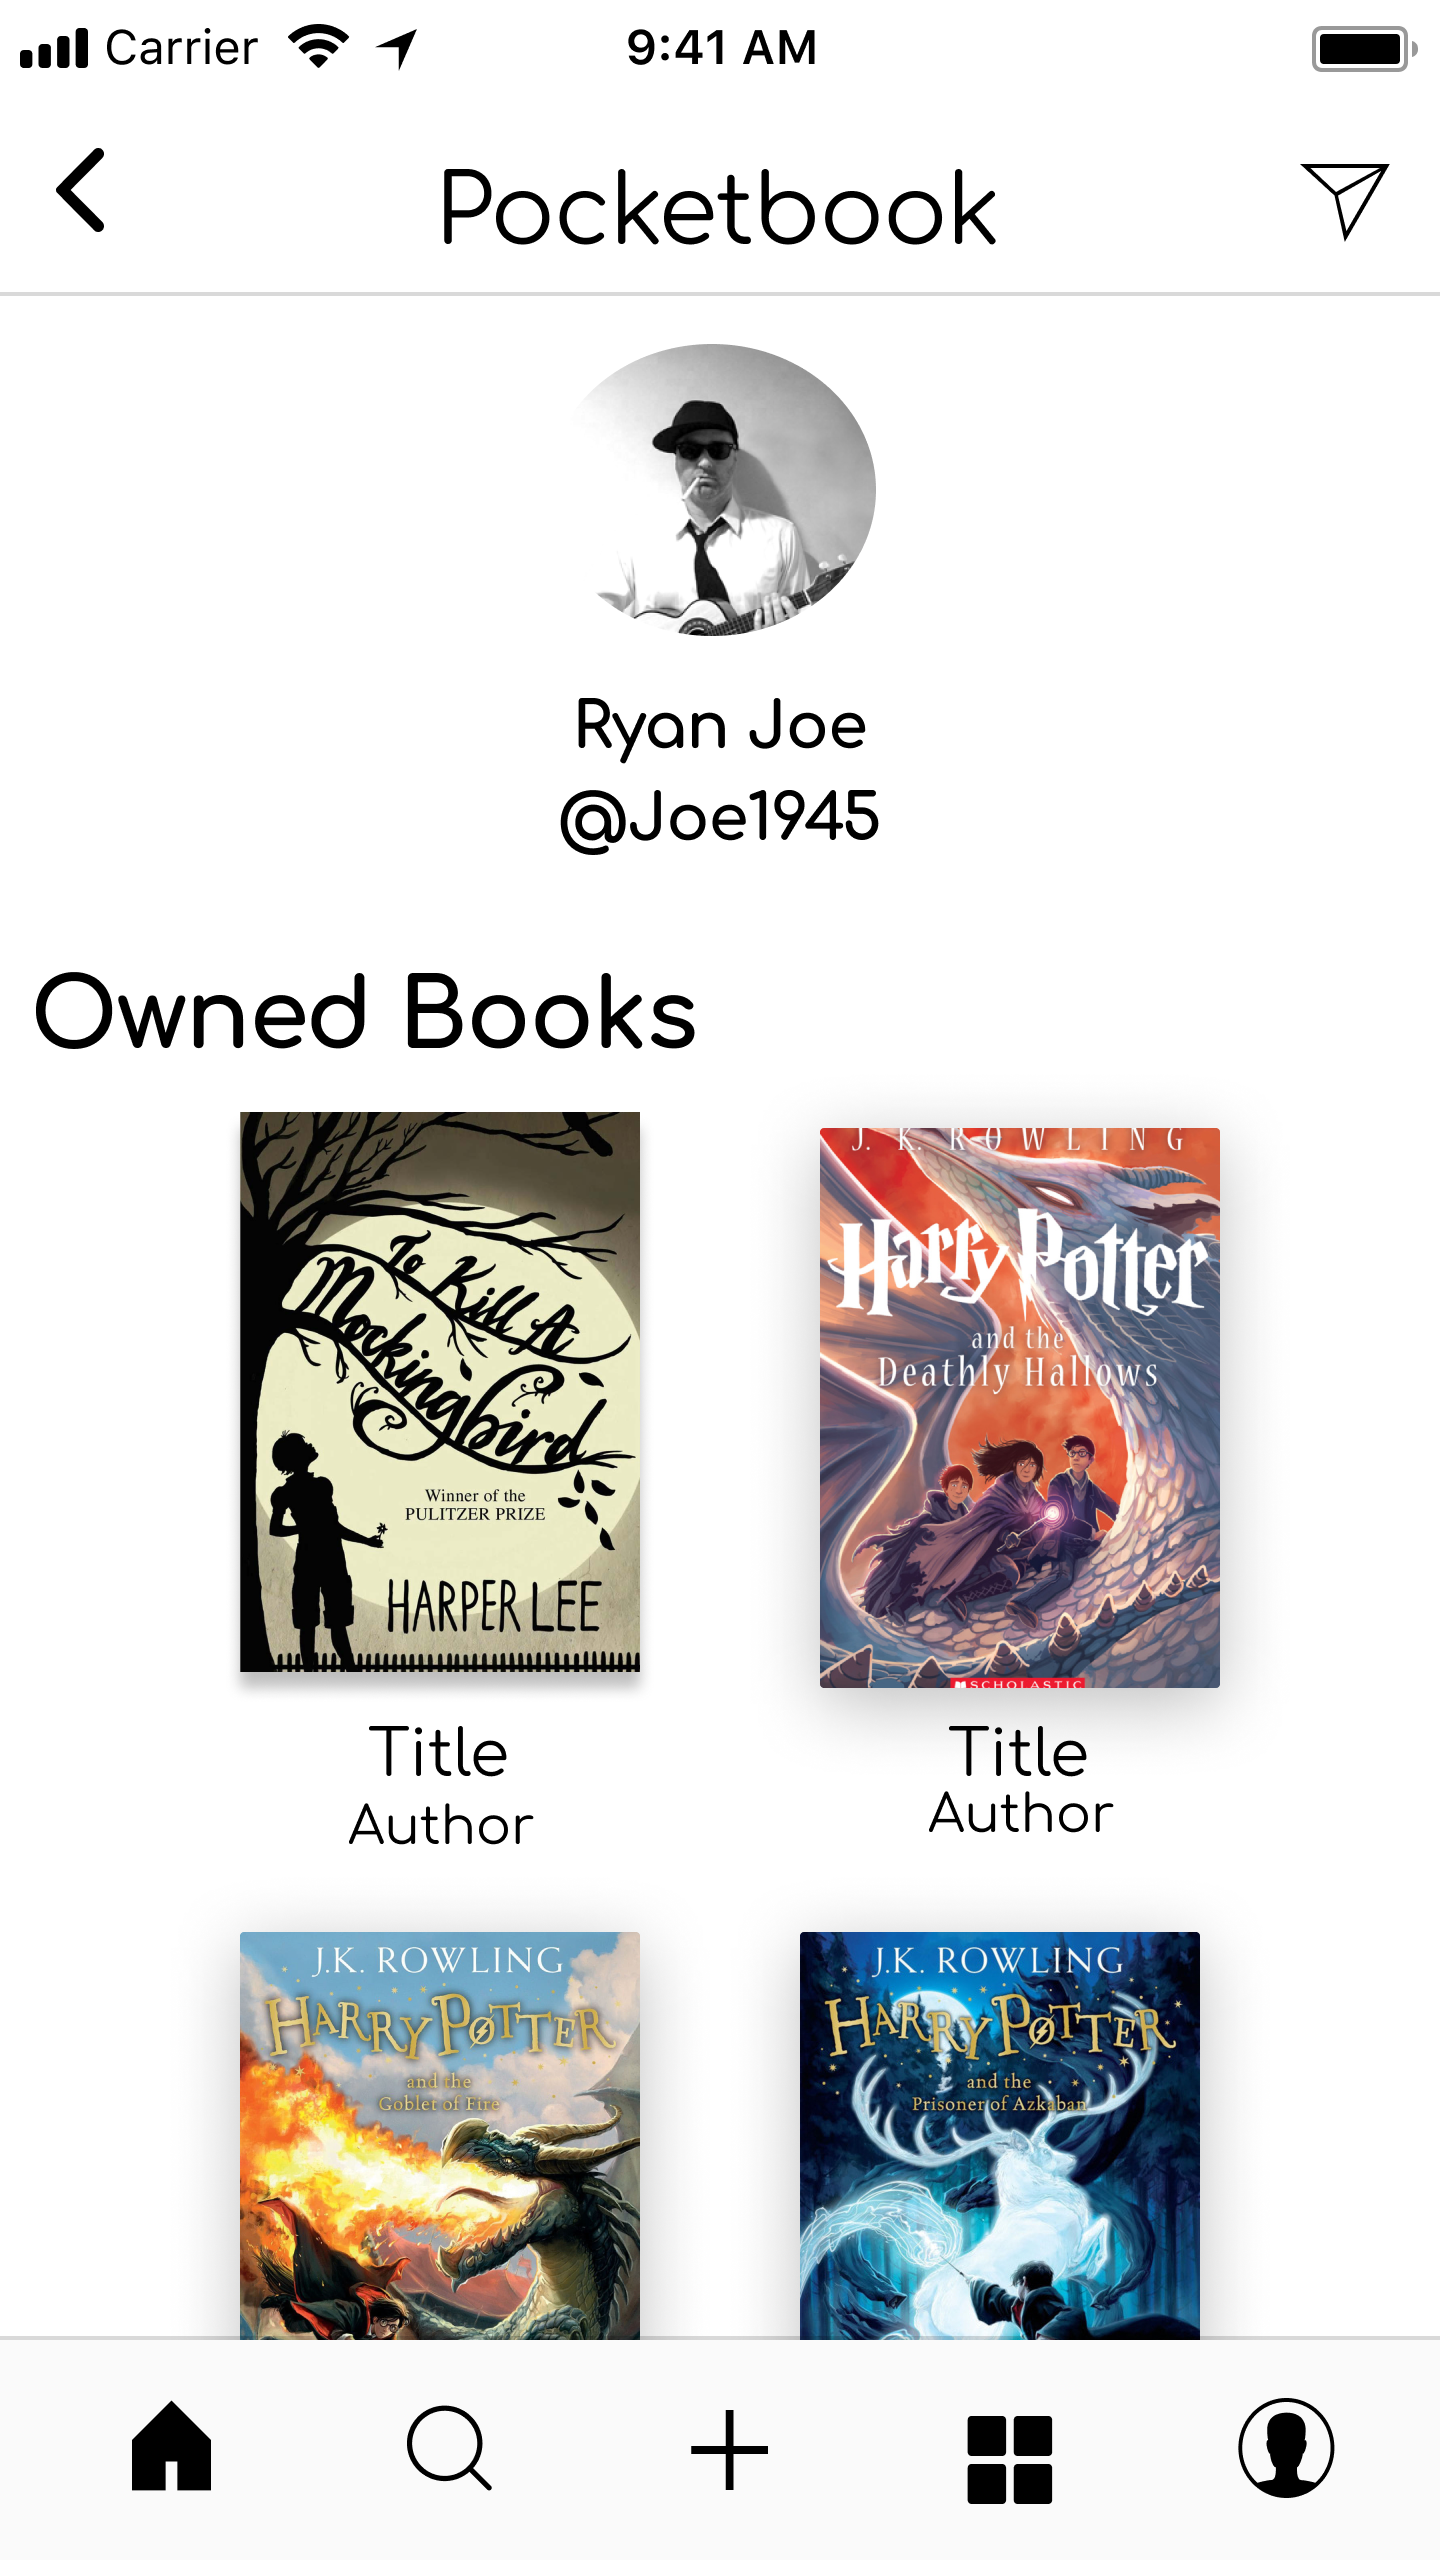 Carrier 9:41 AM
Pocketbook
Ryan Joe
@Joe1945
Owned Books
To Kill A
Mockingbird
Winner of the
PULITZER PRIZE
HARPER LEE
Title
Author
J. K. ROWLING
Harry Potter
and the
Deathly Hallows
SCHOLASTIC
Title
Author
J.K. ROWLING
HARRY POTTER
and the
Goblet of Fire
J.K. ROWLING
HARRY POTTER
and the
Prisoner of Azkaban